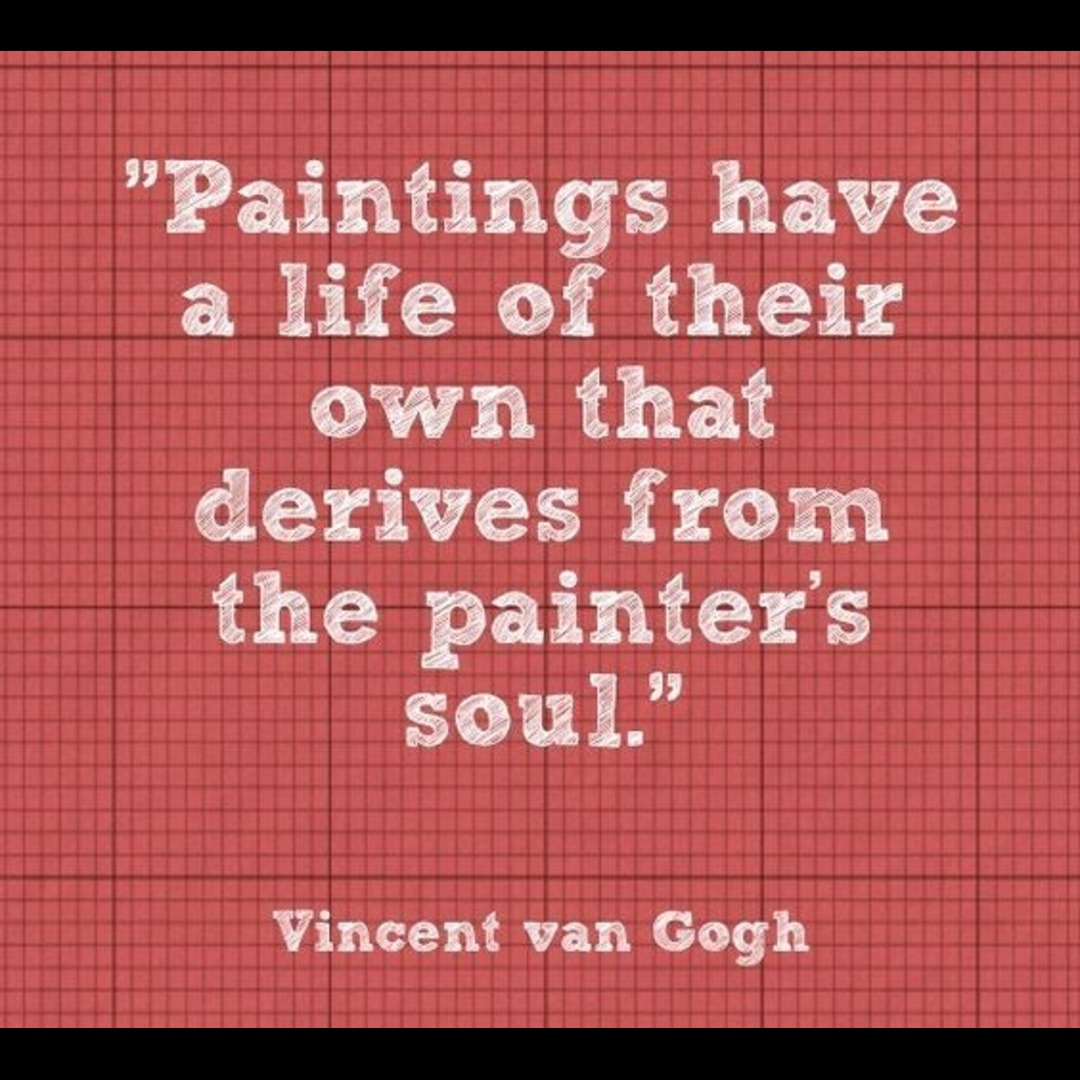 ”Paintings have
a life of their
own that
derives from
the painter’s
soul.”
Vincent van Gogh